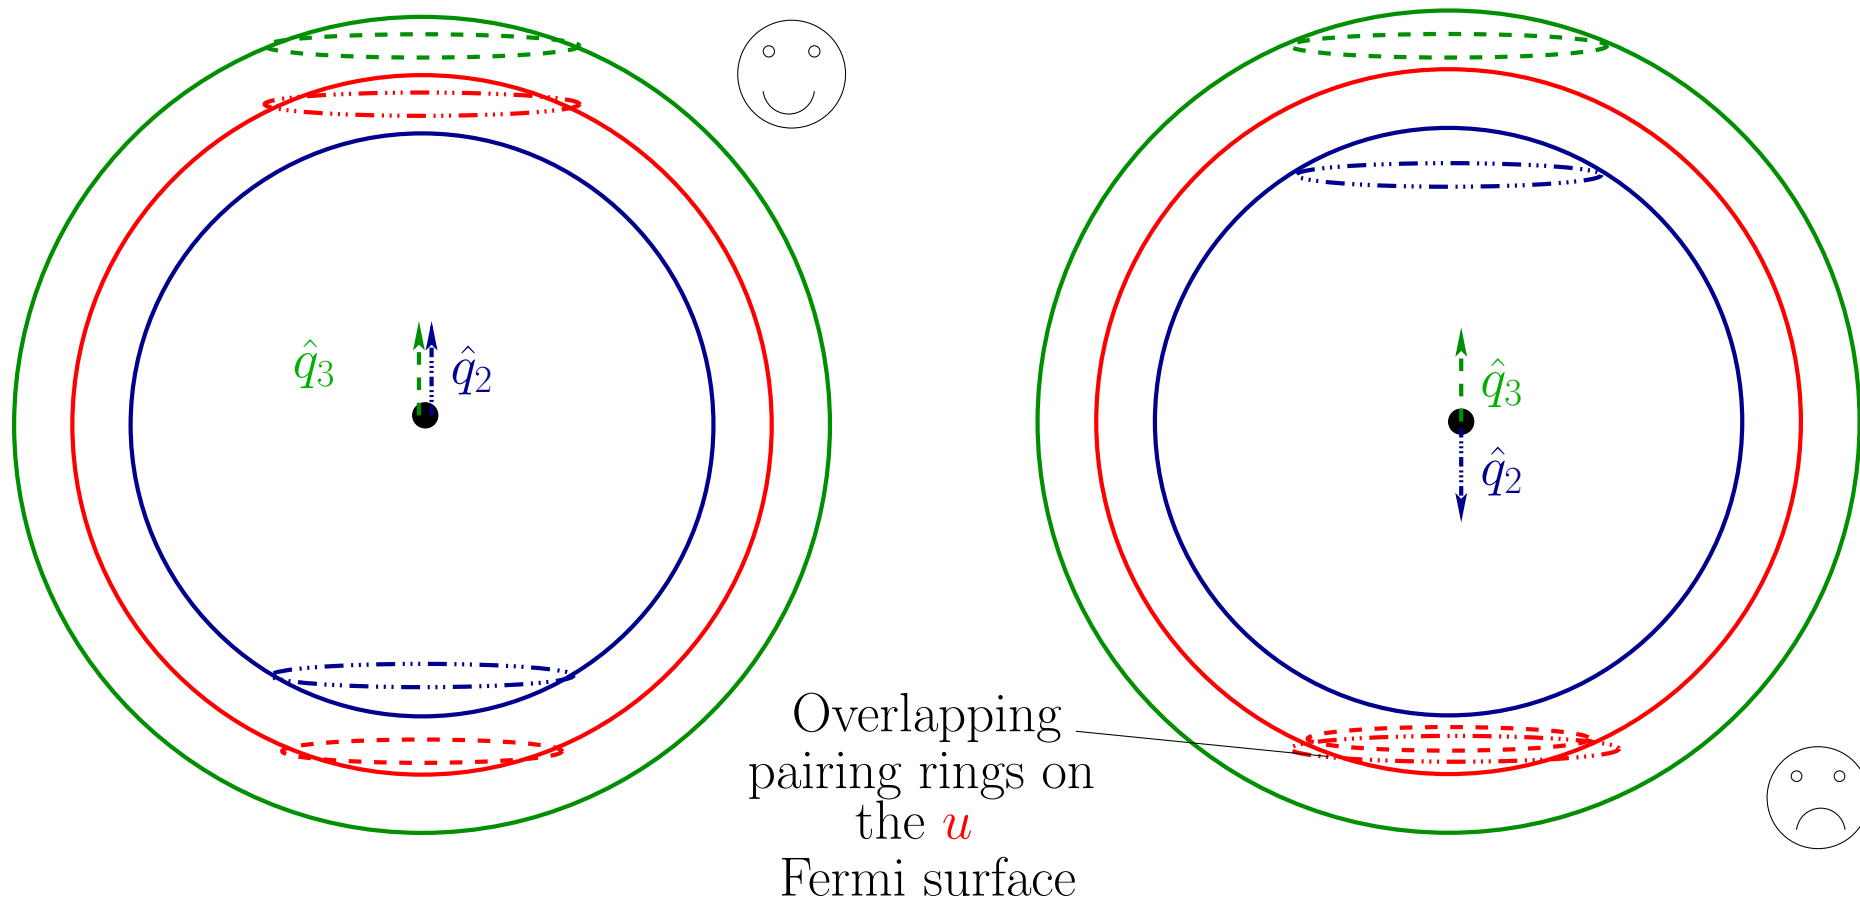 q̂3
q̂2
q̂3
q̂2
Overlapping
pairing rings on
the u
Fermi surface